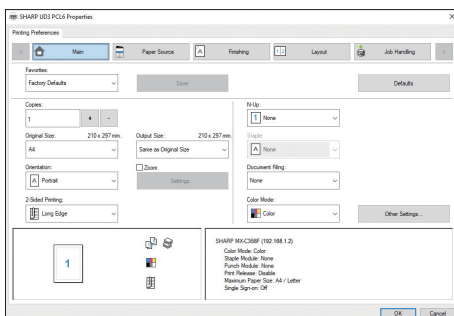 SHARP UD3 PCL6 Properties
Printing Preferences
Main
Paper Source
Finishing
Layout
Job Handling
Favorites:
Factory Defaults
Save
Defaults
Copies:
1
+ -
N-Up:
1 None
Original Size: 210 x 297 mm.
A4
Output Size: 210 x 297 mm.
Same as Original Size
Staple:
A None
Orientation:
A Portrait
Zoom
Settings...
Document Filing:
None
2-Sided Printing:
Long Edge
Color Mode:
Color
Other Settings...
1
SHARP MX-C358F (192.168.1.2)
Color Mode: Color
Staple Module: None
Punch Module: None
Print Release: Disable
Maximum Paper Size: A4 / Letter
Single Sign-on: Off
OK
Cancel